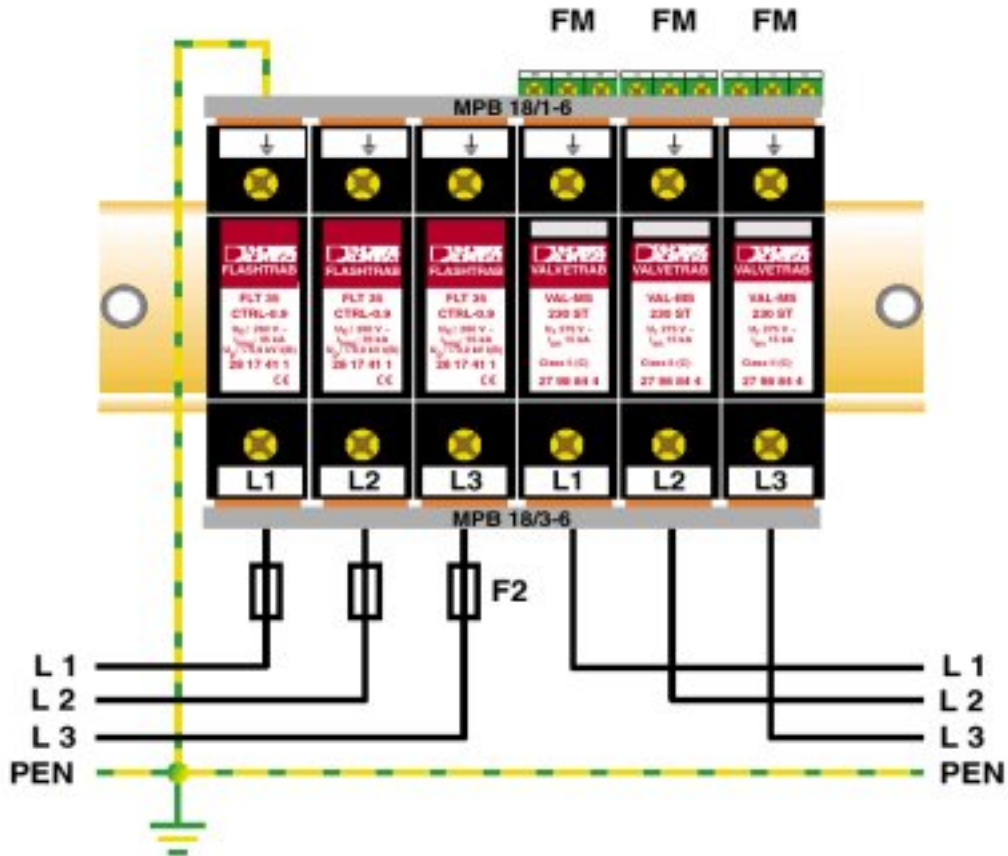 FM FM FM
MPB 18/1-6
FLASHTRAB FLASHTRAB FLASHTRAB VALVETRAB VALVETRAB VALVETRAB
FLT 35 FLT 35 FLT 35 VAL-MS VAL-MS VAL-MS
CTRL-0.9 CTRL-0.9 CTRL-0.9 230 ST 230 ST 230 ST
28 17 41 1 28 17 41 1 28 17 41 1
CE CE CE
27 98 84 4 27 98 84 4 27 98 84 4
L1 L2 L3 L1 L2 L3
MPB 18/3-6
F2
L 1 L 1
L 2 L 2
L 3 L 3
PEN PEN